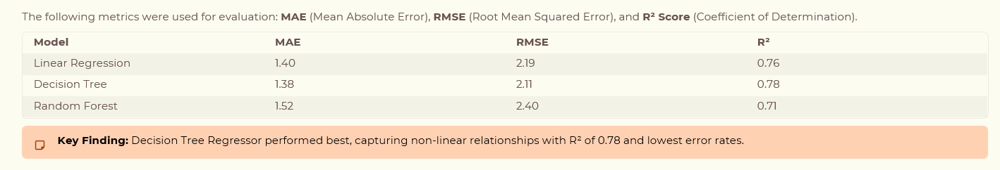 The following metrics were used for evaluation: MAE (Mean Absolute Error), RMSE (Root Mean Squared Error), and R² Score (Coefficient of Determination).
Model MAE RMSE R²
Linear Regression 1.40 2.19 0.76
Decision Tree 1.38 2.11 0.78
Random Forest 1.52 2.40 0.71
Key Finding: Decision Tree Regressor performed best, capturing non-linear relationships with R² of 0.78 and lowest error rates.